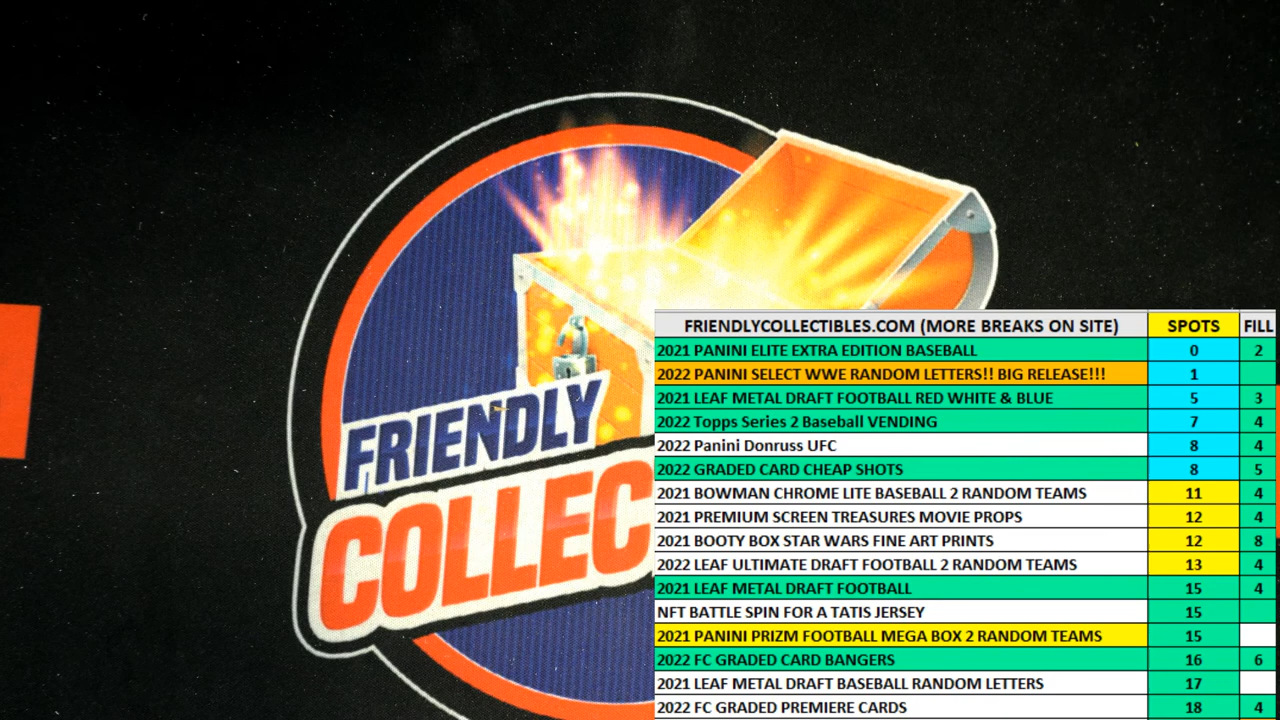 FRIENDLY
COLLEC
FRIENDLYCOLLECTIBLES.COM (MORE BREAKS ON SITE) SPOTS FILL
2021 PANINI ELITE EXTRA EDITION BASEBALL 0 2
2022 PANINI SELECT WWE RANDOM LETTERS!! BIG RELEASE!!! 1
2021 LEAF METAL DRAFT FOOTBALL RED WHITE & BLUE 5 3
2022 Topps Series 2 Baseball VENDING 7 4
2022 Panini Donruss UFC 8 4
2022 GRADED CARD CHEAP SHOTS 8 5
2021 BOWMAN CHROME LITE BASEBALL 2 RANDOM TEAMS 11 4
2021 PREMIUM SCREEN TREASURES MOVIE PROPS 12 4
2021 BOOTY BOX STAR WARS FINE ART PRINTS 12 8
2022 LEAF ULTIMATE DRAFT FOOTBALL 2 RANDOM TEAMS 13 4
2021 LEAF METAL DRAFT FOOTBALL 15 4
NFT BATTLE SPIN FOR A TATIS JERSEY 15
2021 PANINI PRIZM FOOTBALL MEGA BOX 2 RANDOM TEAMS 15
2022 FC GRADED CARD BANGERS 16 6
2021 LEAF METAL DRAFT BASEBALL RANDOM LETTERS 17
2022 FC GRADED PREMIERE CARDS 18 4